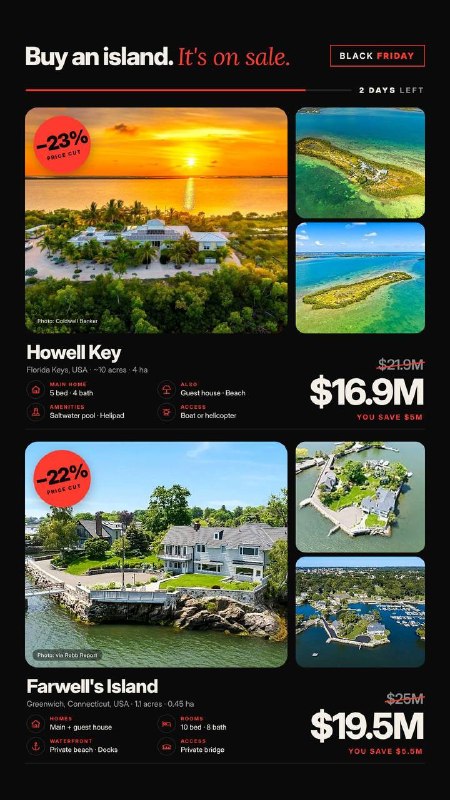 Buy an island. It's on sale.
BLACK FRIDAY
2 DAYS LEFT
–23%
PRICE CUT
Photo: Coldwell Banker
Howell Key
Florida Keys, USA · ~10 acres · 4 ha
MAIN HOME
5 bed · 4 bath
ALSO
Guest house · Beach
AMENITIES
Saltwater pool · Helipad
ACCESS
Boat or helicopter
$21.9M
$16.9M
YOU SAVE $5M
–22%
PRICE CUT
Photo: via Robb Report
Farwell's Island
Greenwich, Connecticut, USA · 1.1 acres · 0.45 ha
HOMES
Main + guest house
ROOMS
10 bed · 8 bath
WATERFRONT
Private beach · Docks
ACCESS
Private bridge
$25M
$19.5M
YOU SAVE $5.5M